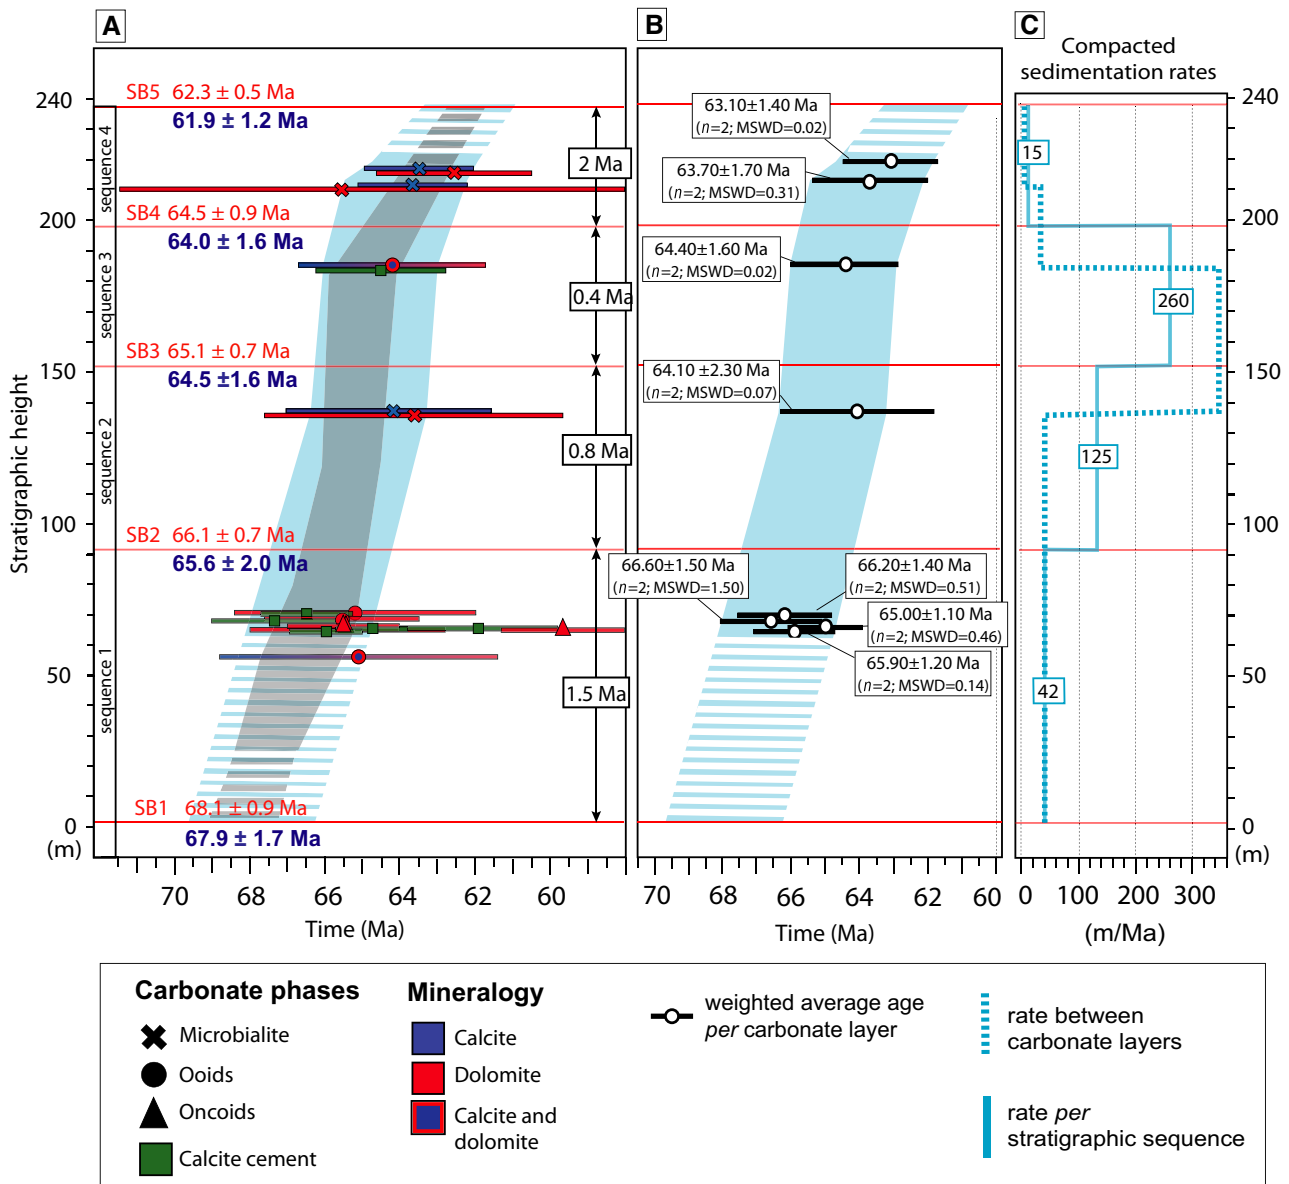 A
B
C
Compacted
sedimentation rates
Stratigraphic height
240
200
150
100
50
0
(m)
sequence 4
sequence 3
sequence 2
sequence 1
SB5 62.3 ± 0.5 Ma
61.9 ± 1.2 Ma
2 Ma
SB4 64.5 ± 0.9 Ma
64.0 ± 1.6 Ma
0.4 Ma
SB3 65.1 ± 0.7 Ma
64.5 ±1.6 Ma
0.8 Ma
SB2 66.1 ± 0.7 Ma
65.6 ± 2.0 Ma
1.5 Ma
SB1 68.1 ± 0.9 Ma
67.9 ± 1.7 Ma
70 68 66 64 62 60
Time (Ma)
63.10±1.40 Ma
(n=2; MSWD=0.02)
63.70±1.70 Ma
(n=2; MSWD=0.31)
64.40±1.60 Ma
(n=2; MSWD=0.02)
64.10 ±2.30 Ma
(n=2; MSWD=0.07)
66.60±1.50 Ma
(n=2; MSWD=1.50)
66.20±1.40 Ma
(n=2; MSWD=0.51)
65.00±1.10 Ma
(n=2; MSWD=0.46)
65.90±1.20 Ma
(n=2; MSWD=0.14)
70 66 64 62 60
Time (Ma)
15
260
125
42
240
200
150
100
50
0
(m)
0 100 200 300
(m/Ma)
Carbonate phases
Microbialite
Ooids
Oncoids
Calcite cement
Mineralogy
Calcite
Dolomite
Calcite and
dolomite
weighted average age
per carbonate layer
rate between
carbonate layers
rate per
stratigraphic sequence